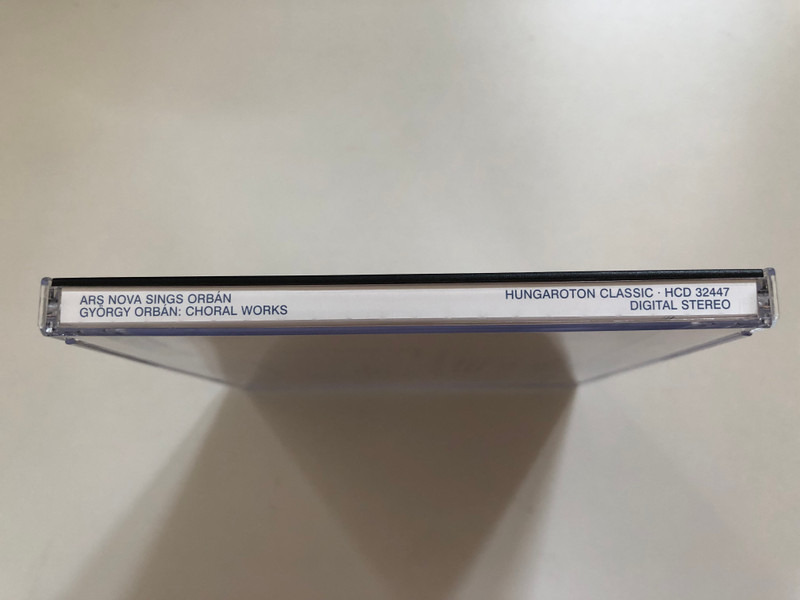 ARS NOVA SINGS ORBÁN
GYÖRGY ORBÁN: CHORAL WORKS
HUNGAROTON CLASSIC · HCD 32447
DIGITAL STEREO